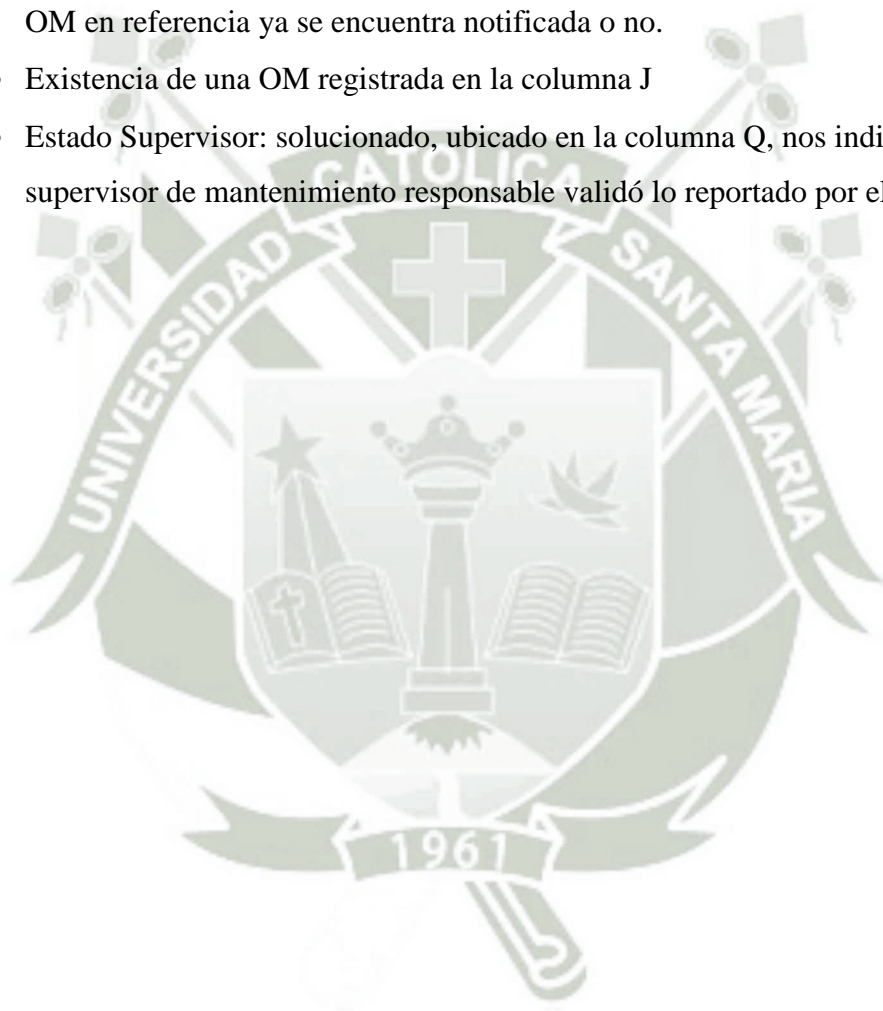 OM en referencia ya se encuentra notificada o no.
Existencia de una OM registrada en la columna J
Estado Supervisor: solucionado, ubicado en la columna Q, nos indi
supervisor de mantenimiento responsable validó lo reportado por el
UNIVERSIDAD CATOLICA SANTA MARIA
1961